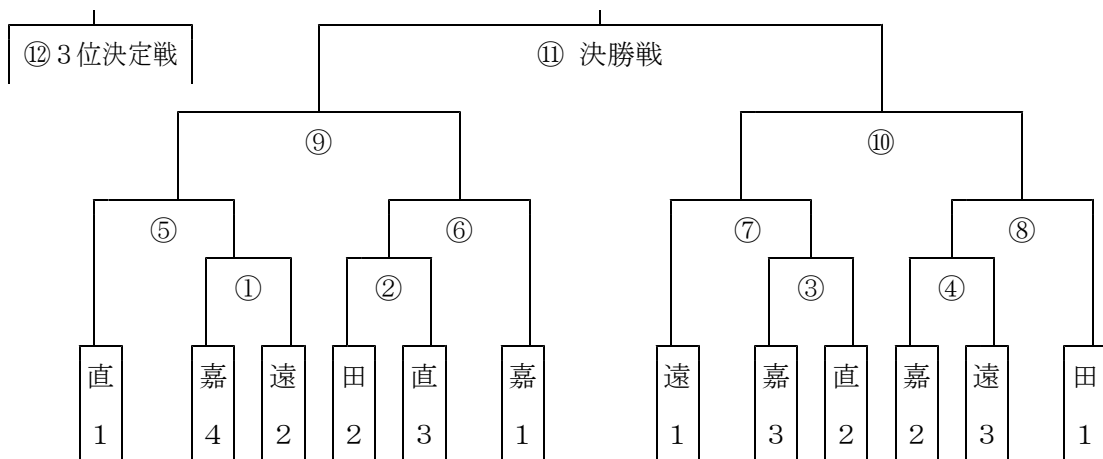 ⑫３位決定戦 ⑪ 決勝戦
⑨ ⑩
⑤ ⑥ ⑦ ⑧
① ② ③ ④
直 嘉 遠 田 直 嘉 遠 嘉 直 嘉 遠 田
１ ４ ２ ２ ３ １ １ ３ ２ ２ ３ １